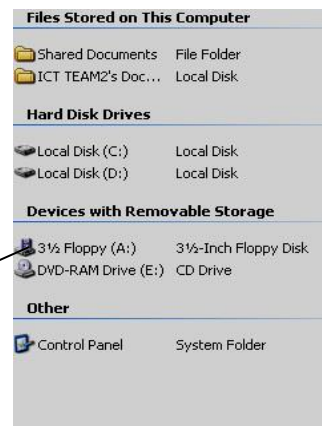 Files Stored on This Computer
Shared Documents File Folder
ICT TEAM2's Doc... Local Disk
Hard Disk Drives
Local Disk (C:) Local Disk
Local Disk (D:) Local Disk
Devices with Removable Storage
3½ Floppy (A:) 3½-Inch Floppy Disk
DVD-RAM Drive (E:) CD Drive
Other
Control Panel System Folder